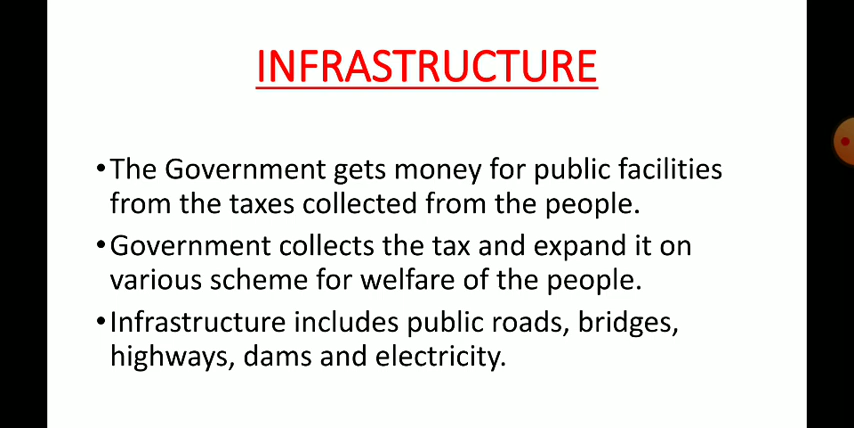 INFRASTRUCTURE
•The Government gets money for public facilities
from the taxes collected from the people.
•Government collects the tax and expand it on
various scheme for welfare of the people.
•Infrastructure includes public roads, bridges,
highways, dams and electricity.